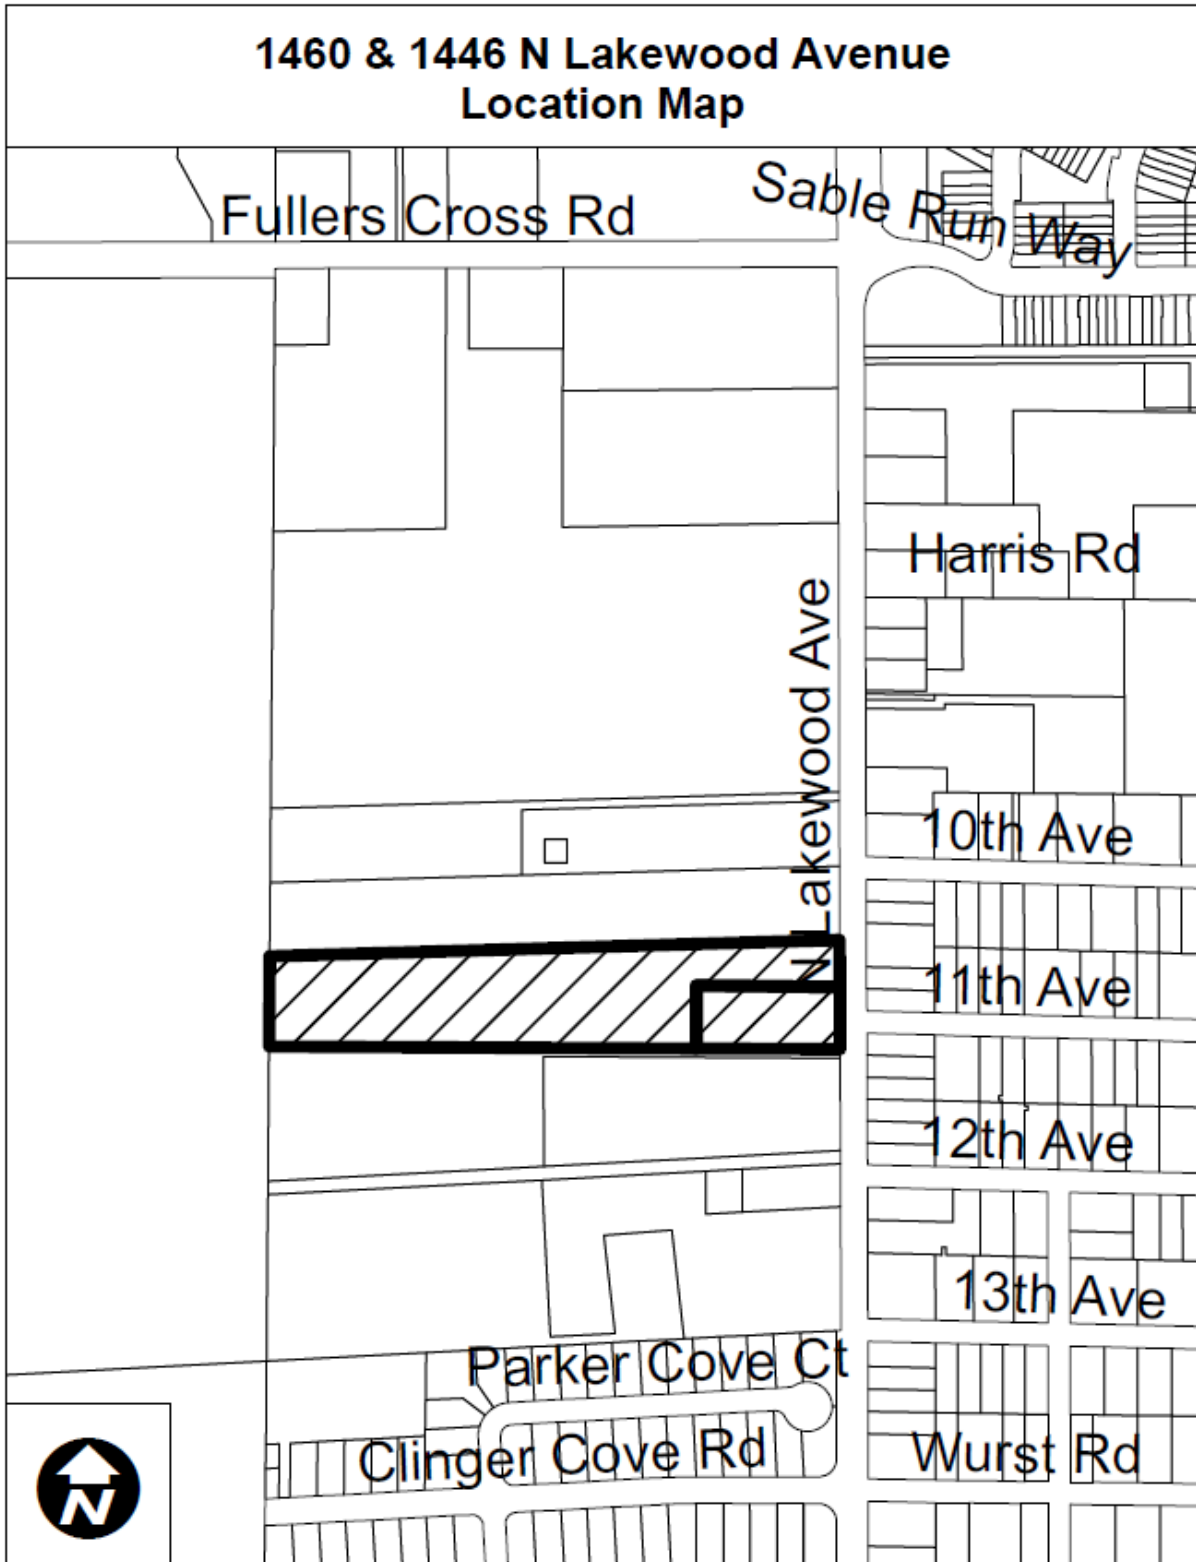 1460 & 1446 N Lakewood Avenue
Location Map
Fullers Cross Rd
Sable Run Way
Harris Rd
N Lakewood Ave
10th Ave
11th Ave
12th Ave
13th Ave
Parker Cove Ct
Clinger Cove Rd
Wurst Rd
N